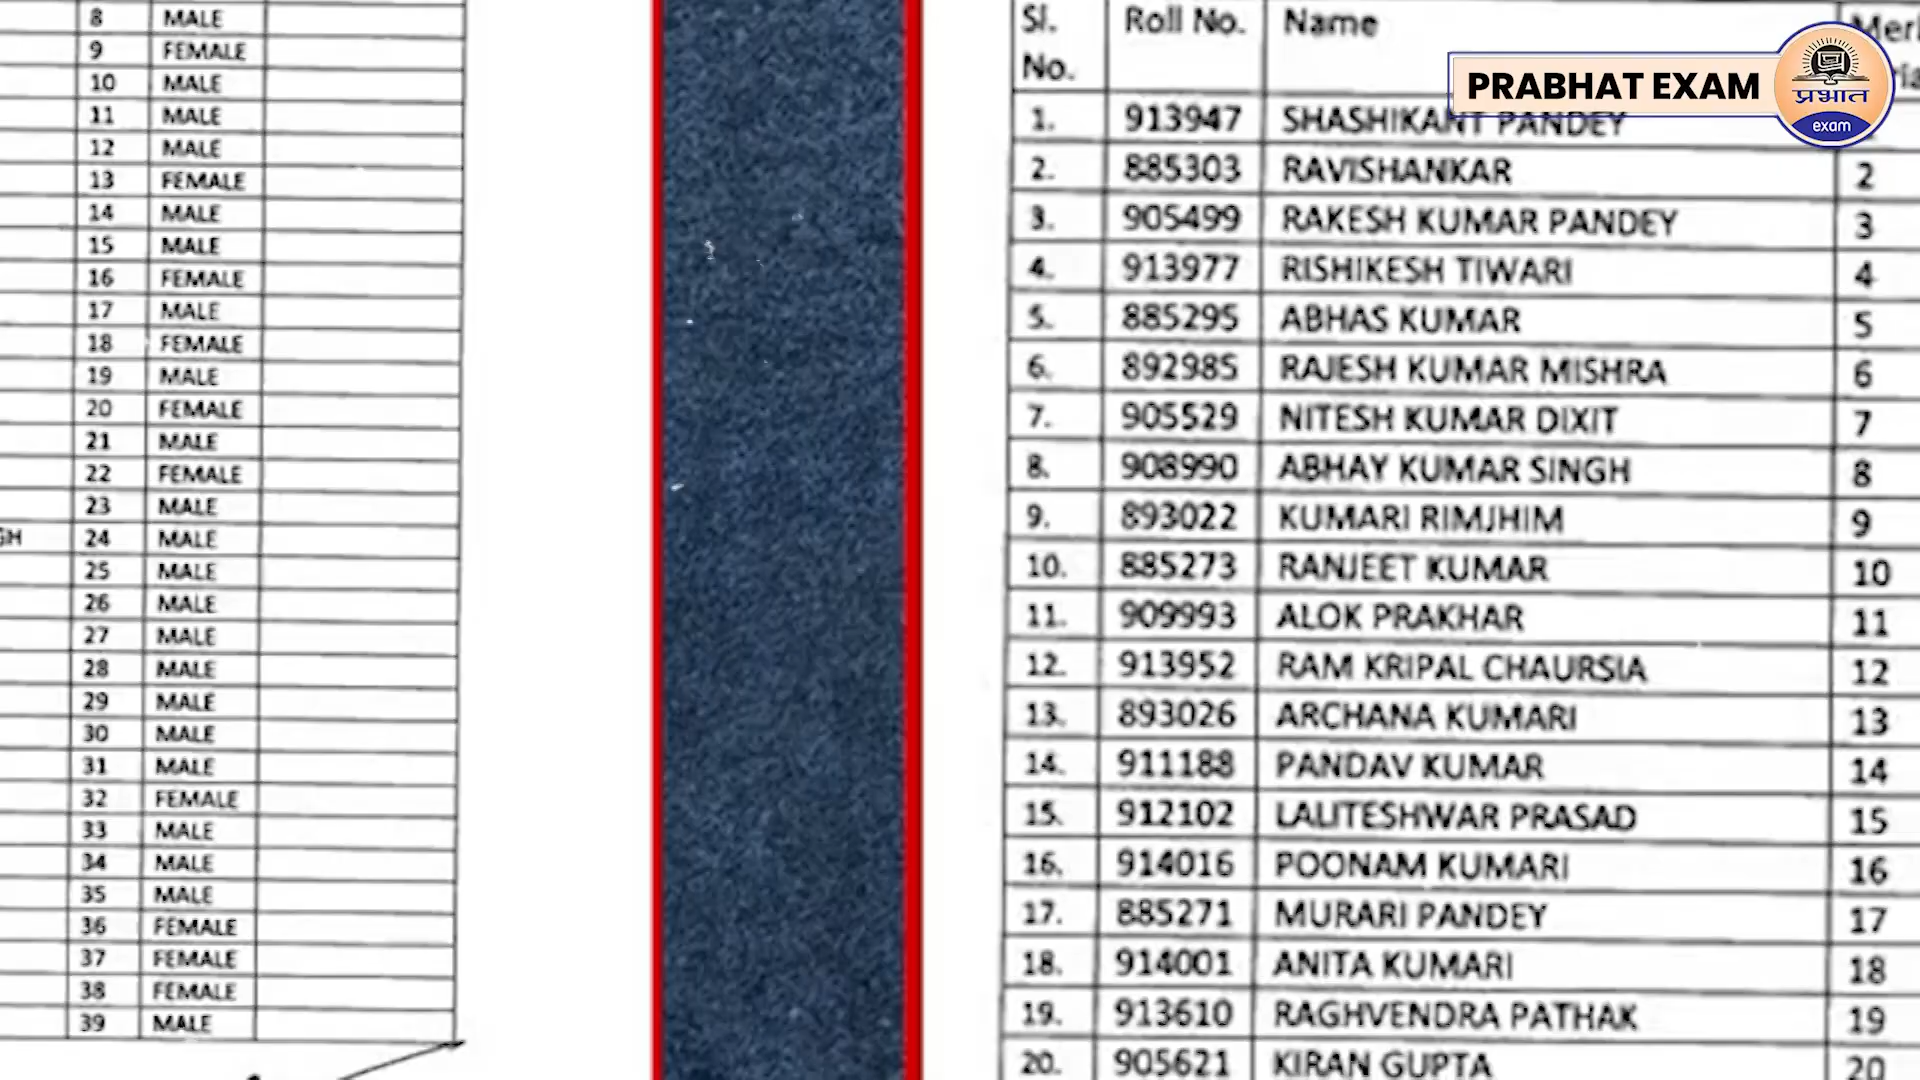 8 MALE
9 FEMALE
10 MALE
11 MALE
12 MALE
13 FEMALE
14 MALE
15 MALE
16 FEMALE
17 MALE
18 FEMALE
19 MALE
20 FEMALE
21 MALE
22 FEMALE
23 MALE
GH 24 MALE
25 MALE
26 MALE
27 MALE
28 MALE
29 MALE
30 MALE
31 MALE
32 FEMALE
33 MALE
34 MALE
35 MALE
36 FEMALE
37 FEMALE
38 FEMALE
39 MALE
Sl. No. Roll No. Name
1. 913947 SHASHIKANT PANDEY
2. 885303 RAVISHANKAR 2
3. 905499 RAKESH KUMAR PANDEY 3
4. 913977 RISHIKESH TIWARI 4
5. 885295 ABHAS KUMAR 5
6. 892985 RAJESH KUMAR MISHRA 6
7. 905529 NITESH KUMAR DIXIT 7
8. 908990 ABHAY KUMAR SINGH 8
9. 893022 KUMARI RIMJHIM 9
10. 885273 RANJEET KUMAR 10
11. 909993 ALOK PRAKHAR 11
12. 913952 RAM KRIPAL CHAURSIA 12
13. 893026 ARCHANA KUMARI 13
14. 911188 PANDAV KUMAR 14
15. 912102 LALITESHWAR PRASAD 15
16. 914016 POONAM KUMARI 16
17. 885271 MURARI PANDEY 17
18. 914001 ANITA KUMARI 18
19. 913610 RAGHVENDRA PATHAK 19
20. 905621 KIRAN GUPTA 20
PRABHAT EXAM
प्रभात
exam